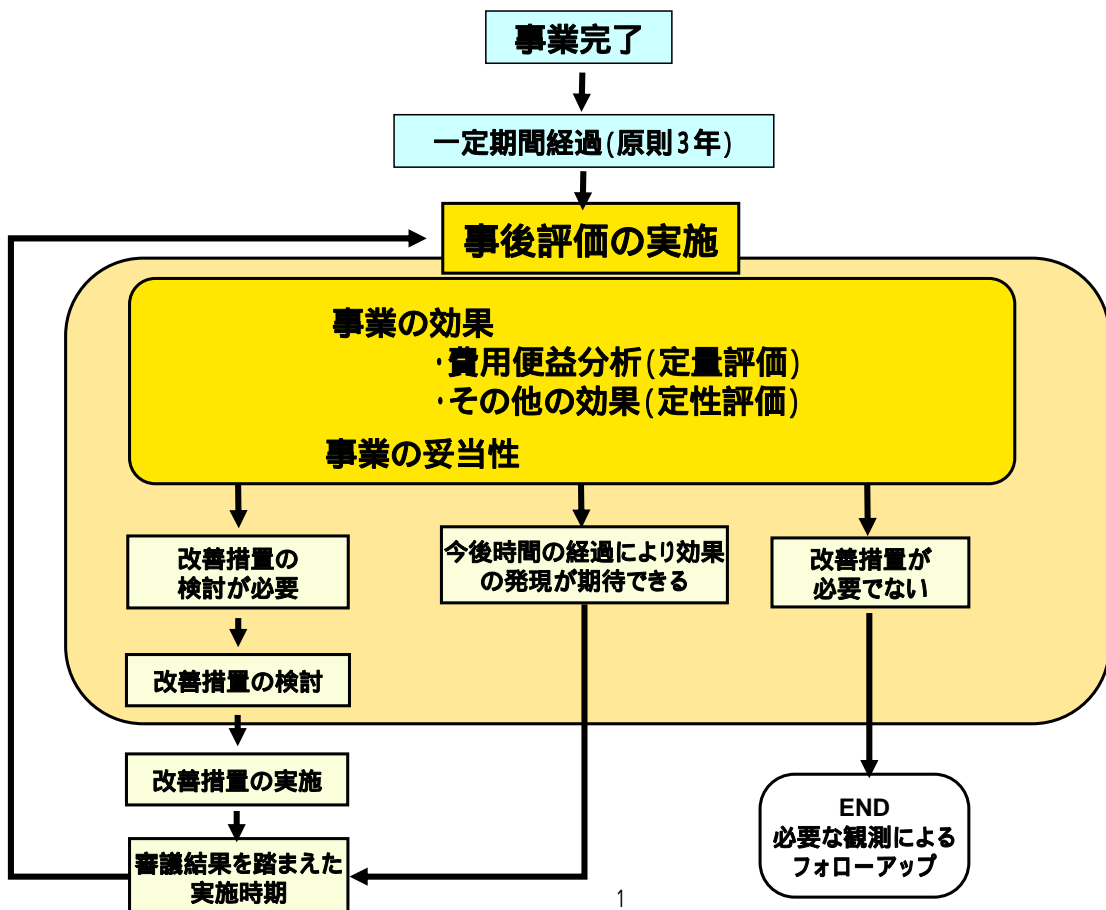 事業完了
一定期間経過(原則3年)
事後評価の実施
事業の効果
・費用便益分析(定量評価)
・その他の効果(定性評価)
事業の妥当性
改善措置の
検討が必要
今後時間の経過により効果
の発現が期待できる
改善措置が
必要でない
改善措置の検討
改善措置の実施
審議結果を踏まえた
実施時期
END
必要な観測による
フォローアップ
1